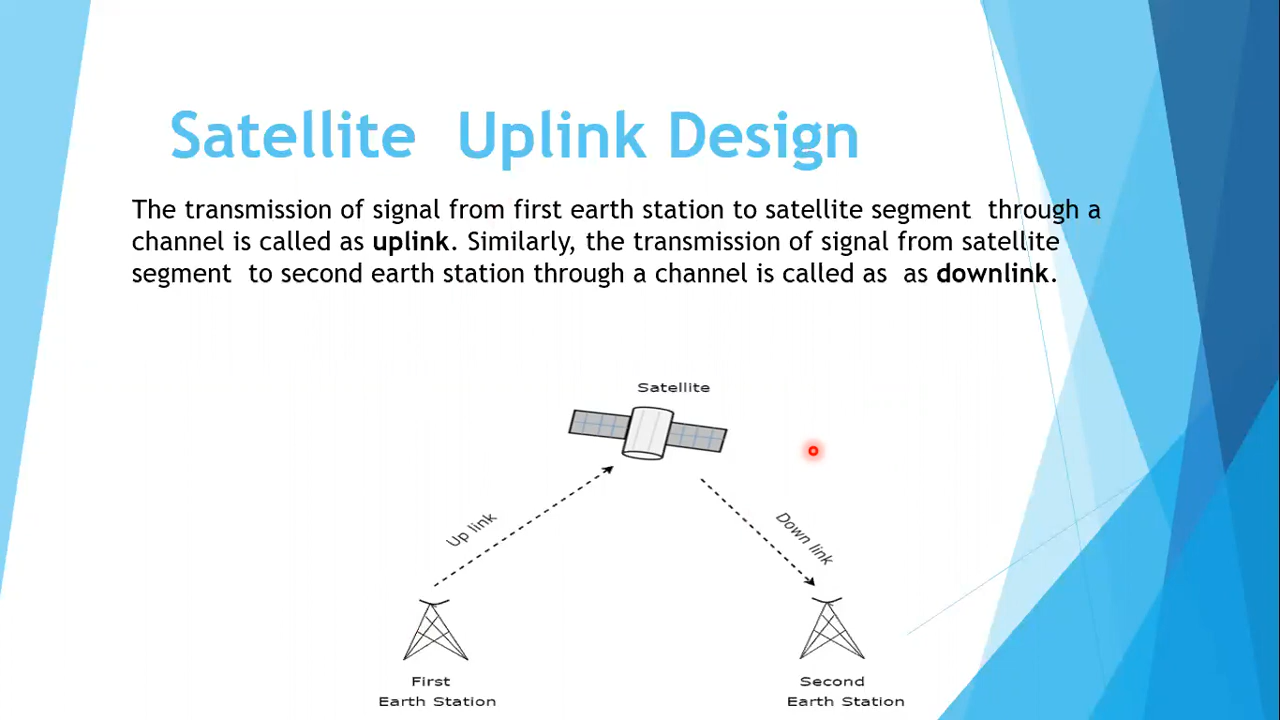 Satellite  Uplink Design
The transmission of signal from first earth station to satellite segment  through a
channel is called as uplink. Similarly, the transmission of signal from satellite
segment  to second earth station through a channel is called as  as downlink.
Satellite
Up link
Down link
First
Earth Station
Second
Earth Station